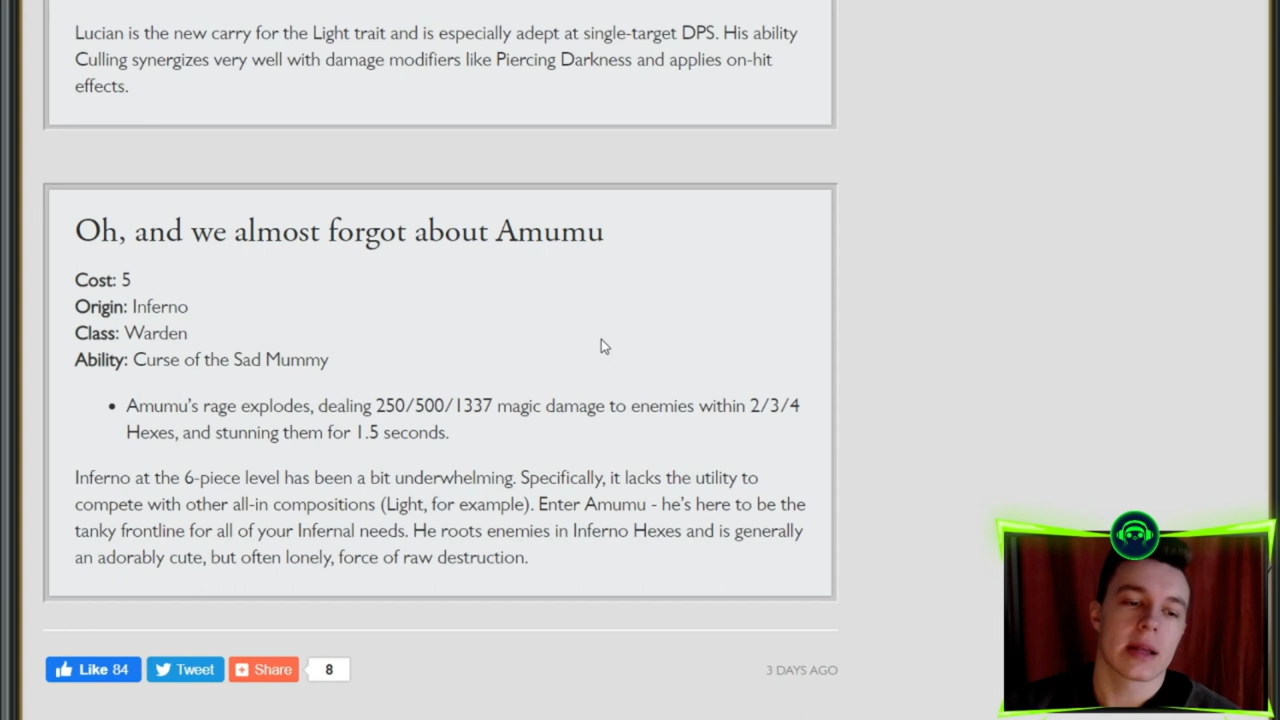 Lucian is the new carry for the Light trait and is especially adept at single-target DPS. His ability
Culling synergizes very well with damage modifiers like Piercing Darkness and applies on-hit
effects.
Oh, and we almost forgot about Amumu
Cost: 5
Origin: Inferno
Class: Warden
Ability: Curse of the Sad Mummy
• Amumu's rage explodes, dealing 250/500/1337 magic damage to enemies within 2/3/4
Hexes, and stunning them for 1.5 seconds.
Inferno at the 6-piece level has been a bit underwhelming. Specifically, it lacks the utility to
compete with other all-in compositions (Light, for example). Enter Amumu - he's here to be the
tanky frontline for all of your Infernal needs. He roots enemies in Inferno Hexes and is generally
an adorably cute, but often lonely, force of raw destruction.
Like 84 Tweet Share 8 3 DAYS AGO